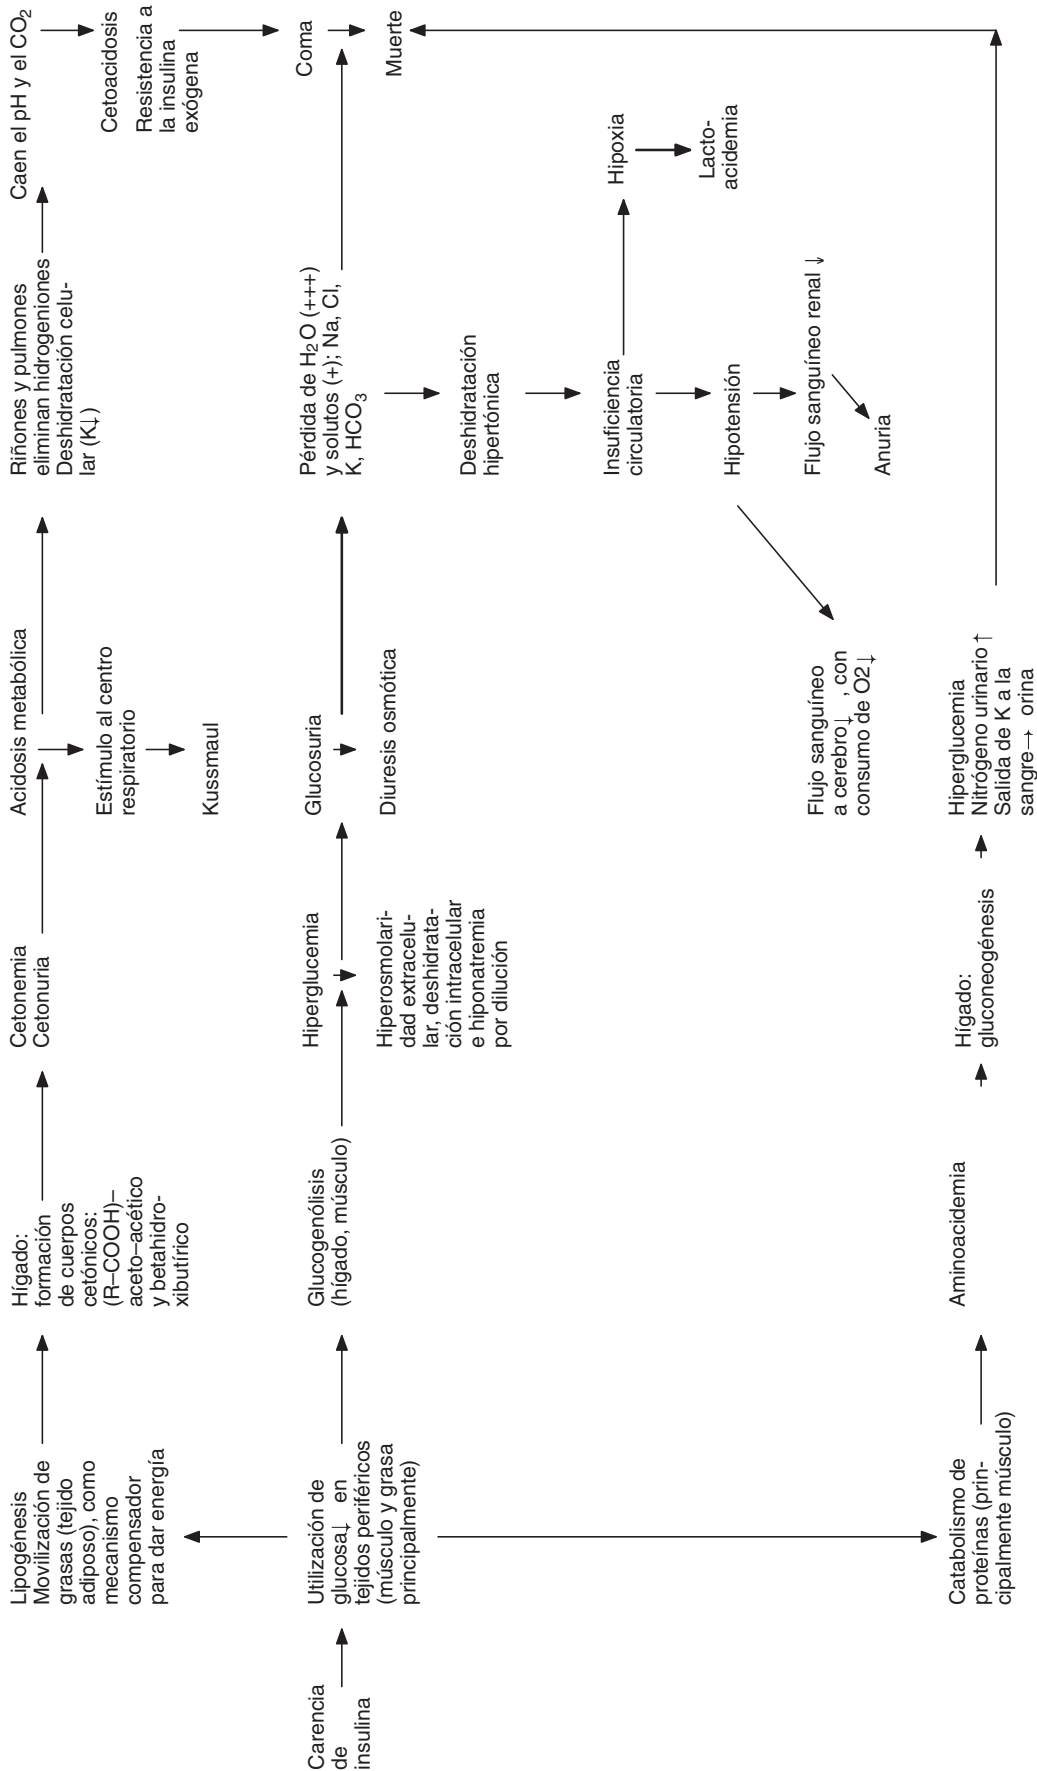 Carencia
de
insulina
Lipogénesis
Movilización de
grasas (tejido
adiposo), como
mecanismo
compensador
para dar energía
Utilización de
glucosa↓ en
tejidos periféricos
(músculo y grasa
principalmente)
Catabolismo de
proteínas (prin-
cipalmente músculo)
Hígado:
formación
de cuerpos
cetónicos:
(R–COOH)–
aceto–acético
y betahidro-
xibutírico
Glucogenólisis
(hígado, músculo)
Aminoacidemia
Cetonemia
Cetonuria
Hiperglucemia
Hiperosmolari-
dad extracelu-
lar, deshidrata-
ción intracelular
e hiponatremia
por dilución
Hígado:
gluconeogénesis
Acidosis metabólica
Estímulo al centro
respiratorio
Kussmaul
Glucosuria
Diuresis osmótica
Flujo sanguíneo
a cerebro↓ , con
consumo de O2↓
Hiperglucemia
Nitrógeno urinario↑
Salida de K a la
sangre→ orina
Riñones y pulmones
eliminan hidrogeniones
Deshidratación celu-
lar (K↓)
Pérdida de H2O (+++)
y solutos (+); Na, Cl,
K, HCO3
Deshidratación
hipertónica
Insuficiencia
circulatoria
Hipotensión
Flujo sanguíneo renal ↓
Anuria
Hipoxia
Lacto-
acidemia
Caen el pH y el CO2
Cetoacidosis
Resistencia a
la insulina
exógena
Coma
Muerte